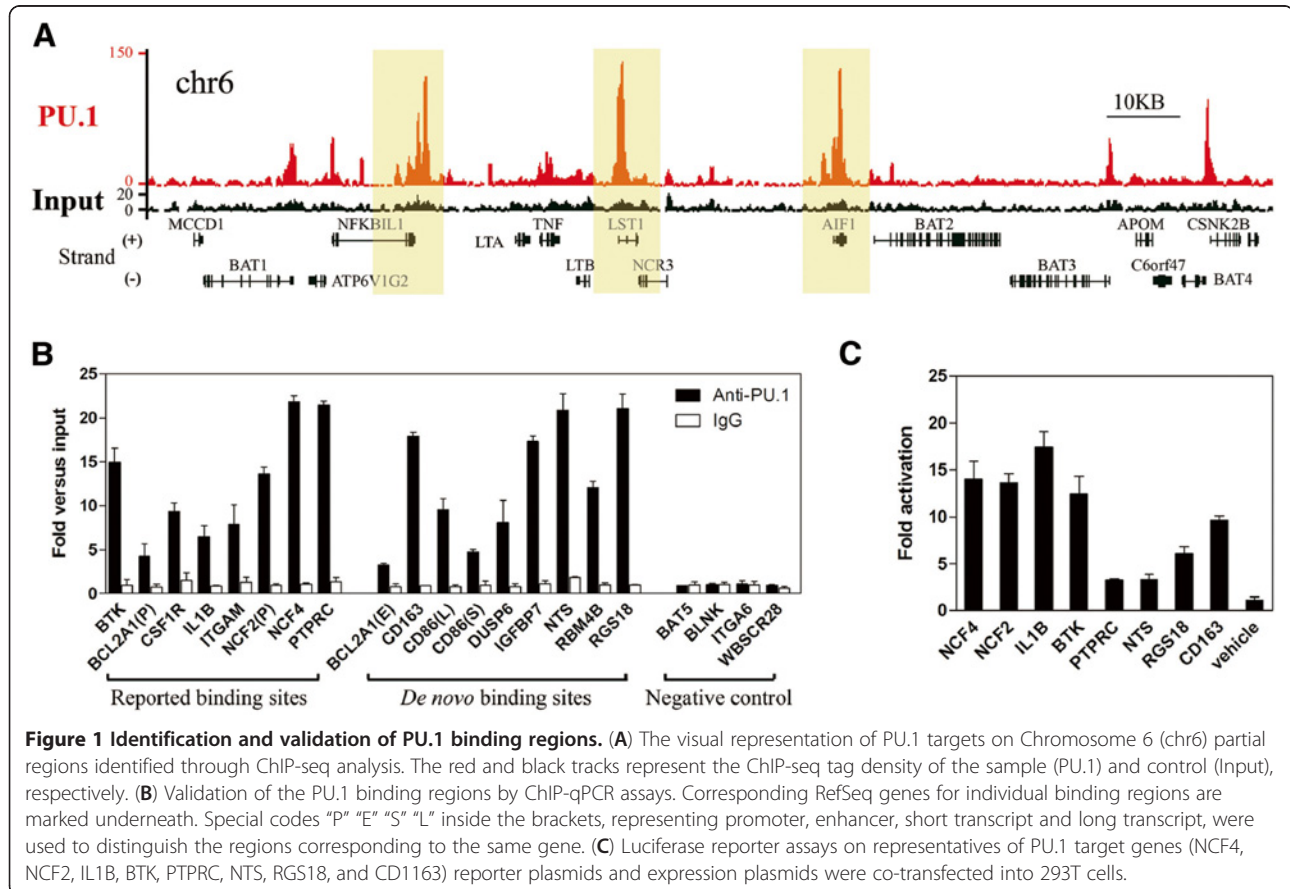 A
150
chr6
PU.1
10KB
0
Input
20
0
Strand
(+)
(-)
MCCD1
NFKBIL1
LTA
TNF
LST1
AIF1
BAT2
APOM
CSNK2B
BAT1
ATP6V1G2
LTB
NCR3
BAT3
C6orf47
BAT4
B
Fold versus input
25
20
15
10
5
0
Anti-PU.1
IgG
BTK
BCL2A1(P)
CSF1R
IL1B
ITGAM
NCF2(P)
NCF4
PTPRC
BCL2A1(E)
CD163
CD86(L)
CD86(S)
DUSP6
IGFBP7
NTS
RBM4B
RGS18
BAT5
BLNK
ITGA6
WBSCR28
Reported binding sites
De novo binding sites
Negative control
C
Fold activation
25
20
15
10
5
0
NCF4
NCF2
IL1B
BTK
PTPRC
NTS
RGS18
CD163
vehicle
Figure 1 Identification and validation of PU.1 binding regions. (A) The visual representation of PU.1 targets on Chromosome 6 (chr6) partial
regions identified through ChIP-seq analysis. The red and black tracks represent the ChIP-seq tag density of the sample (PU.1) and control (Input),
respectively. (B) Validation of the PU.1 binding regions by ChIP-qPCR assays. Corresponding RefSeq genes for individual binding regions are
marked underneath. Special codes “P” “E” “S” “L” inside the brackets, representing promoter, enhancer, short transcript and long transcript, were
used to distinguish the regions corresponding to the same gene. (C) Luciferase reporter assays on representatives of PU.1 target genes (NCF4,
NCF2, IL1B, BTK, PTPRC, NTS, RGS18, and CD1163) reporter plasmids and expression plasmids were co-transfected into 293T cells.